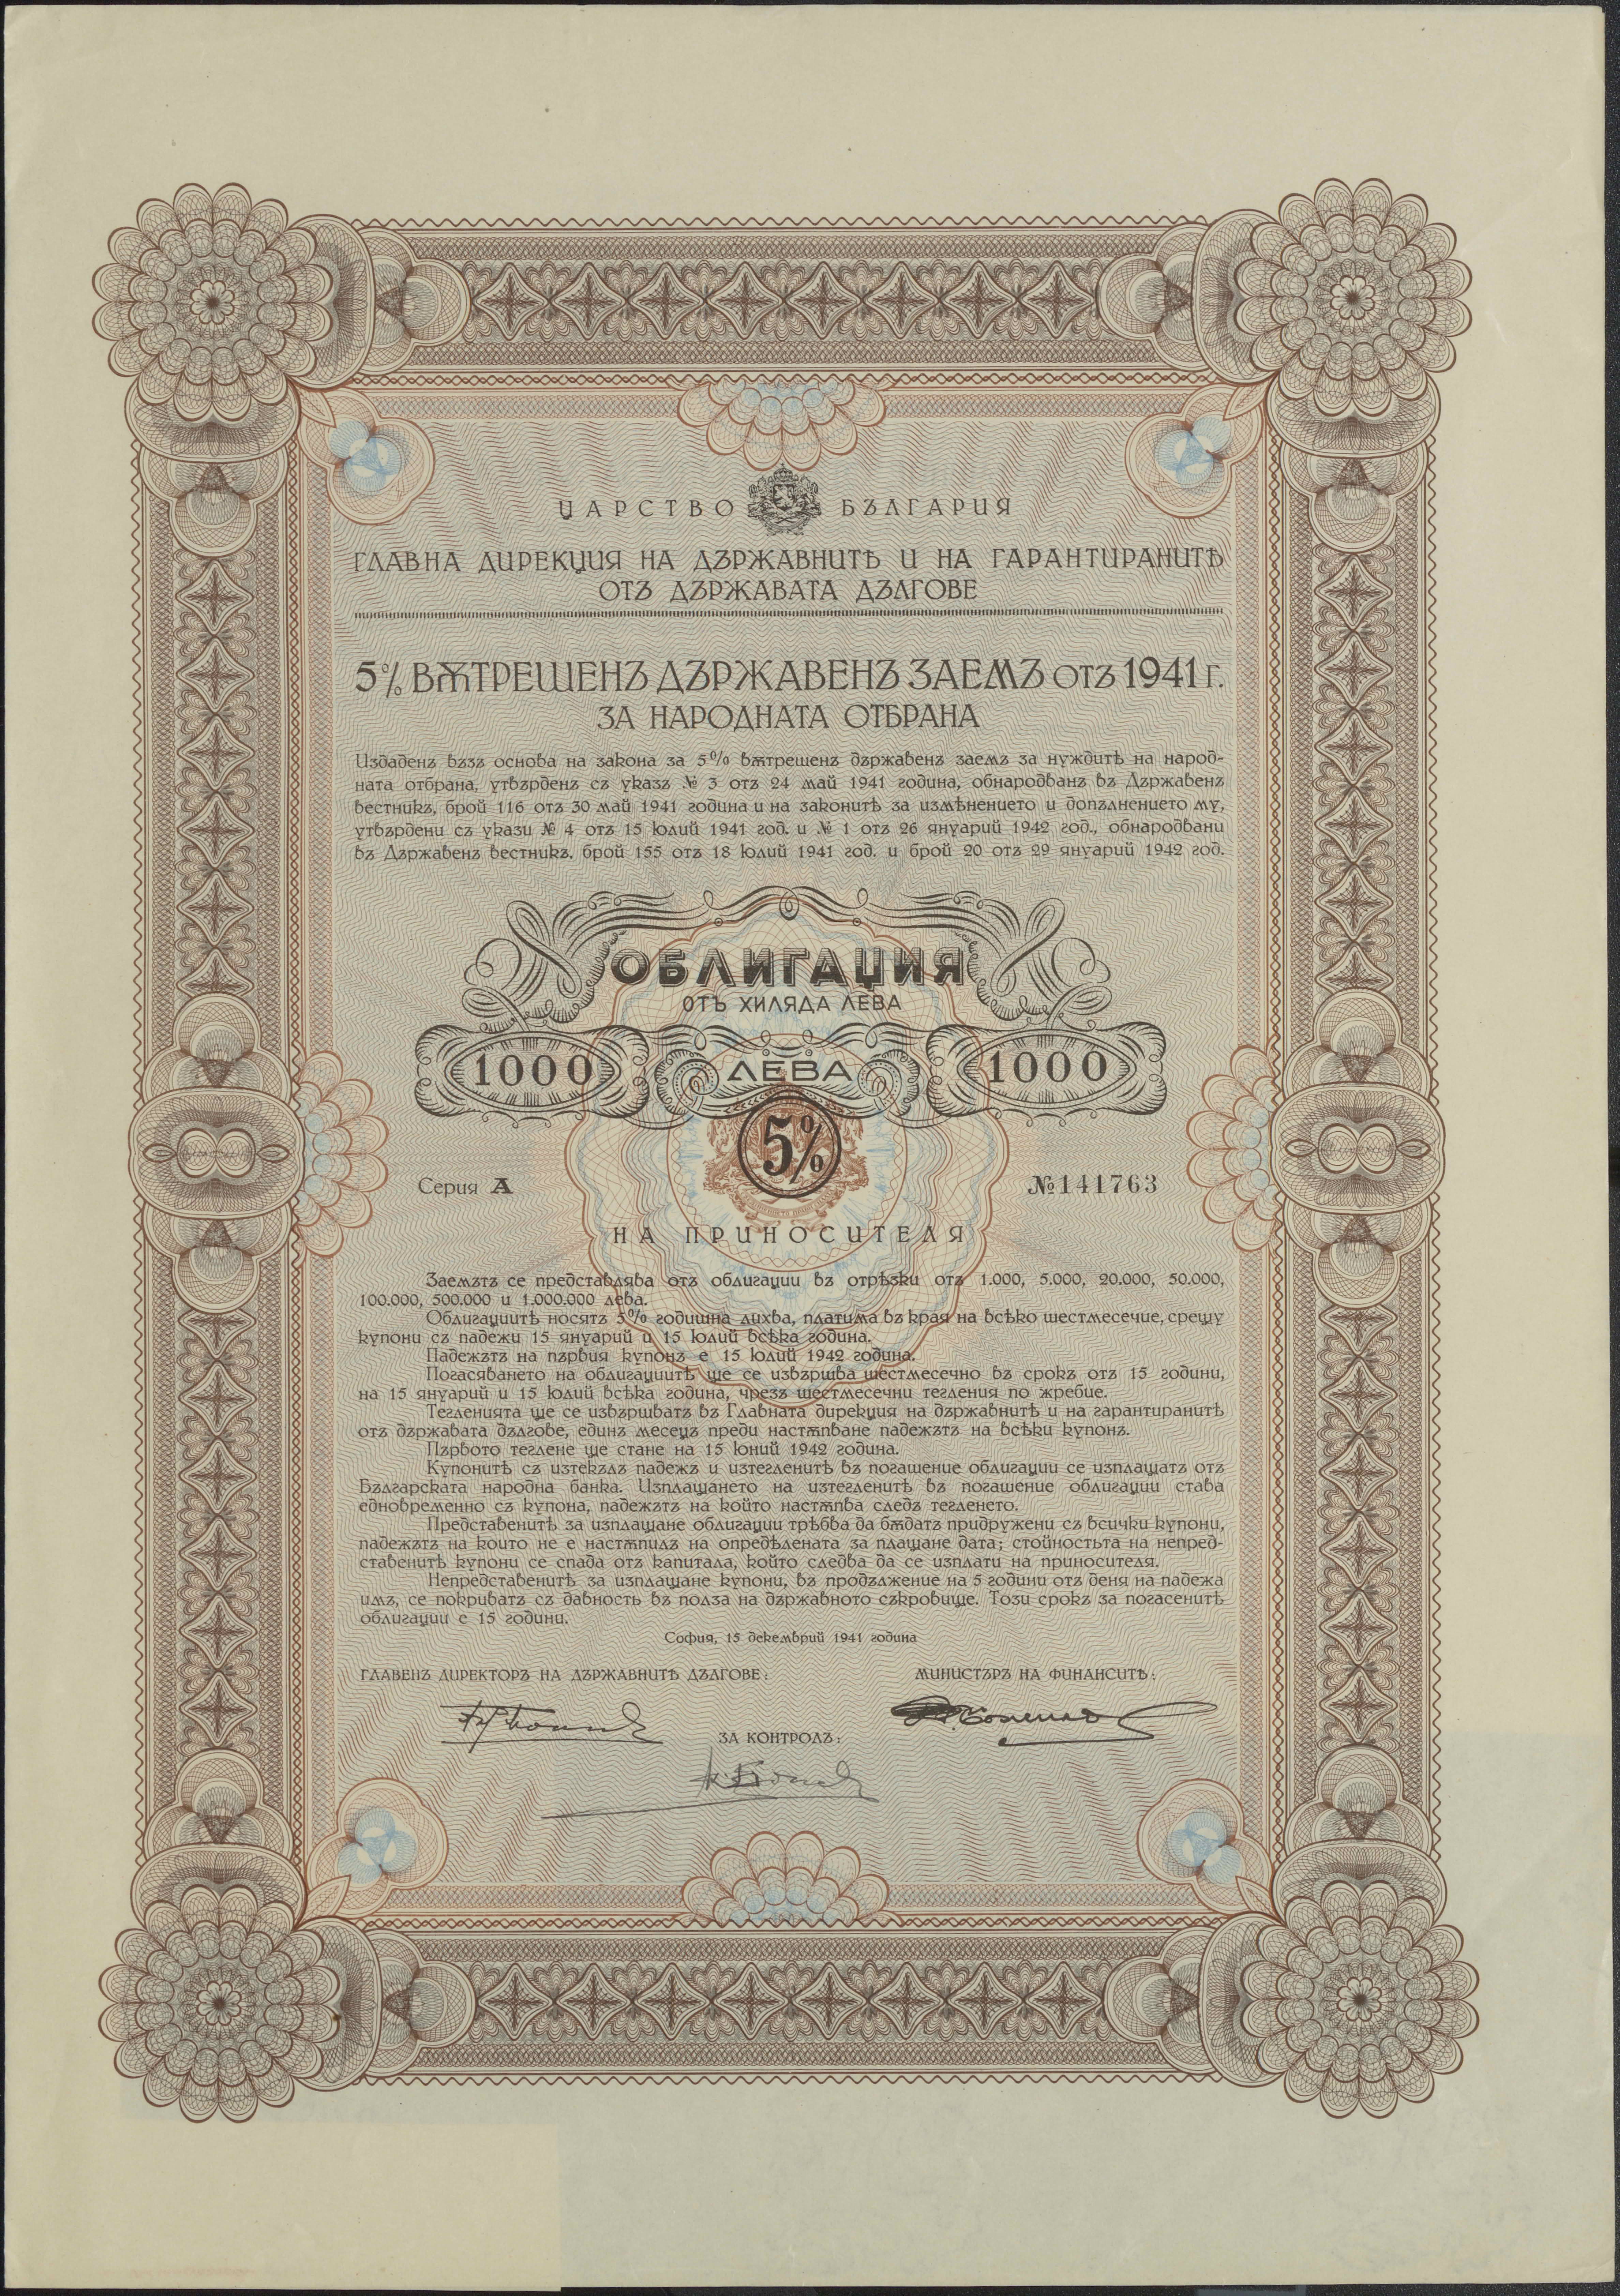 ЦАРСТВО БЪЛГАРИЯ
ГЛАВНА ДИРЕКЦИЯ НА ДЪРЖАВНИТѢ И НА ГАРАНТИРАНИТѢ
ОТЪ ДЪРЖАВАТА ДЪЛГОВЕ
5% ВѪТРЕШЕНЪ ДЪРЖАВЕНЪ ЗАЕМЪ ОТЪ 1941 Г.
ЗА НАРОДНАТА ОТБРАНА
Издаденъ възъ основа на закона за 5% вѫтрешенъ държавенъ заемъ за нуждитѣ на народ-
ната отбрана, утвърденъ съ указъ № 3 отъ 24 май 1941 година, обнародванъ въ Държавенъ
вестникъ, брой 116 отъ 30 май 1941 година и на законитѣ за измѣнението и допълнението му,
утвърдени съ укази № 4 отъ 15 юлий 1941 год. и № 1 отъ 26 януарий 1942 год., обнародвани
въ Държавенъ вестникъ, брой 155 отъ 18 юлий 1941 год. и брой 20 отъ 29 януарий 1942 год.
ОБЛИГАЦИЯ
ОТЪ ХИЛЯДА ЛЕВА
1000 ЛЕВА 1000
5%
Серия А №141763
НА ПРИНОСИТЕЛЯ
Заемътъ се представлява отъ облигации въ отрѣзки отъ 1.000, 5.000, 20.000, 50.000,
100.000, 500.000 и 1.000.000 лева.
Облигациитѣ носятъ 5% годишна лихва, платима въ края на всѣко шестмесечие, срещу
купони съ падежи 15 януарий и 15 юлий всѣка година.
Падежътъ на първия купонъ е 15 юлий 1942 година.
Погасяването на облигациитѣ ще се извършва шестмесечно въ срокъ отъ 15 години,
на 15 януарий и 15 юлий всѣка година, чрезъ шестмесечни тегления по жребие.
Тегленията ще се извършватъ въ Главната дирекция на държавнитѣ и на гарантиранитѣ
отъ държавата дългове, единъ месецъ преди настѫпване падежътъ на всѣки купонъ.
Първото теглене ще стане на 15 юний 1942 година.
Купонитѣ съ изтекълъ падежъ и изтегленитѣ въ погашение облигации се изплащатъ отъ
Българската народна банка. Изплащането на изтегленитѣ въ погашение облигации става
едновременно съ купона, падежътъ на който настѫпва следъ тегленето.
Представенитѣ за изплащане облигации трѣбва да бѫдатъ придружени съ всички купони,
падежътъ на които не е настѫпилъ на опредѣлената за плащане дата; стойностьта на непред-
ставенитѣ купони се спада отъ капитала, който следва да се изплати на приносителя.
Непредставенитѣ за изплащане купони, въ продължение на 5 години отъ деня на падежа
имъ, се покриватъ съ давность въ полза на държавното съкровище. Този срокъ за погасенитѣ
облигации е 15 години.
София, 15 декемврий 1941 година
ГЛАВЕНЪ ДИРЕКТОРЪ НА ДЪРЖАВНИТѢ ДЪЛГОВЕ: МИНИСТЪРЪ НА ФИНАНСИТѢ:
ЗА КОНТРОЛЪ: